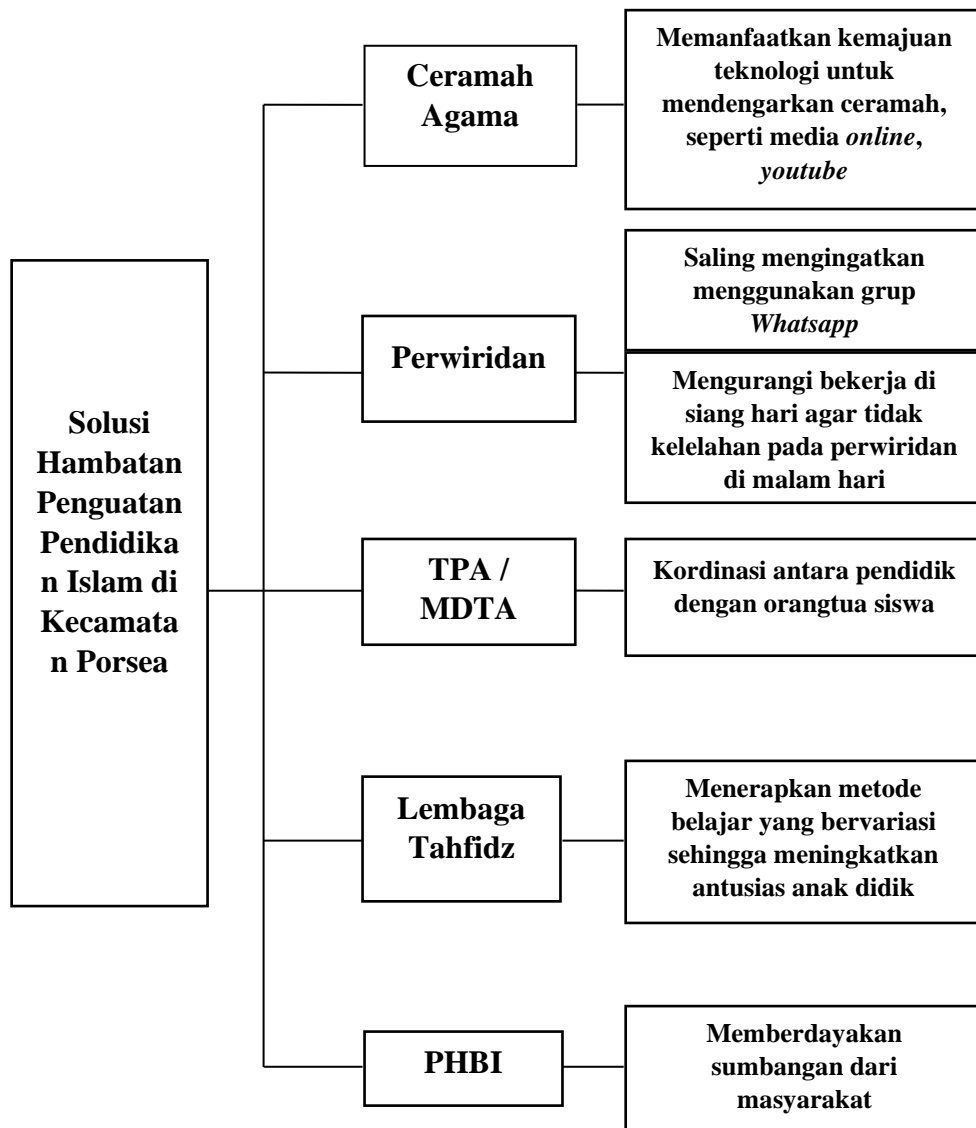 Solusi
Hambatan
Penguatan
Pendidika
n Islam di
Kecamata
n Porsea
Ceramah
Agama
Memanfaatkan kemajuan
teknologi untuk
mendengarkan ceramah,
seperti media online,
youtube
Perwiridan
Saling mengingatkan
menggunakan grup
Whatsapp
Mengurangi bekerja di
siang hari agar tidak
kelelahan pada perwiridan
di malam hari
TPA /
MDTA
Kordinasi antara pendidik
dengan orangtua siswa
Lembaga
Tahfidz
Menerapkan metode
belajar yang bervariasi
sehingga meningkatkan
antusias anak didik
PHBI
Memberdayakan
sumbangan dari
masyarakat